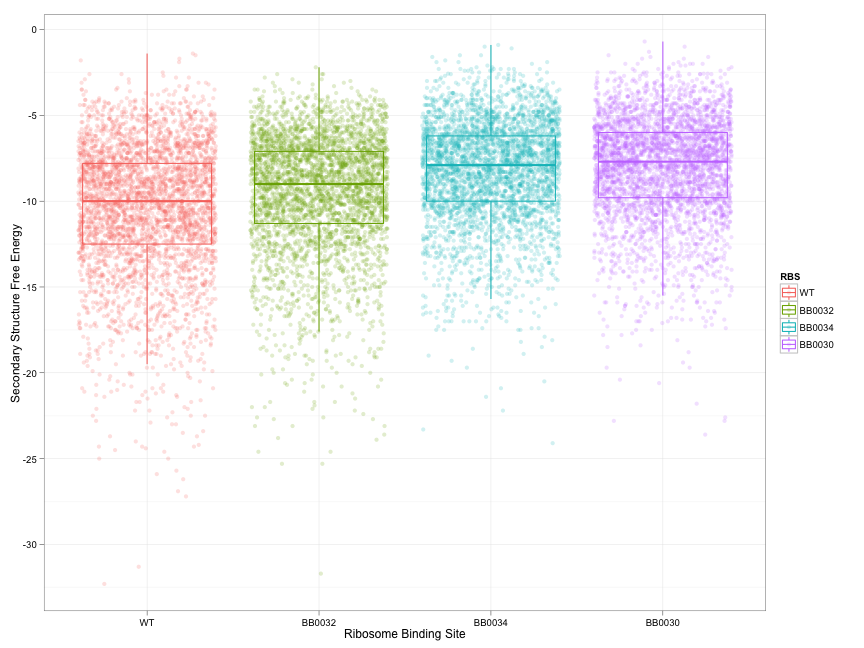 0
-5
-10
-15
-20
-25
-30
Secondary Structure Free Energy
WT
BB0032
BB0034
BB0030
Ribosome Binding Site
RBS
WT
BB0032
BB0034
BB0030